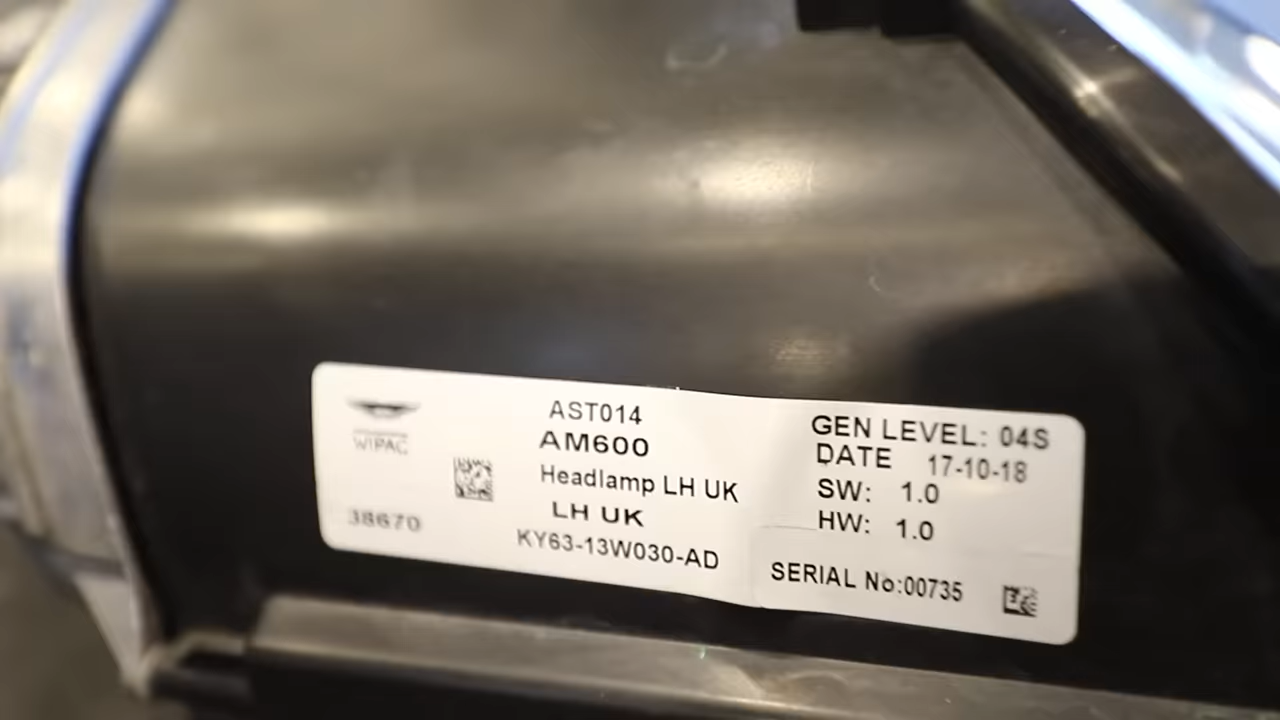 WIPAC
38670
AST014
AM600
Headlamp LH UK
LH UK
KY63-13W030-AD
GEN LEVEL: 04S
DATE 17-10-18
SW: 1.0
HW: 1.0
SERIAL No:00735